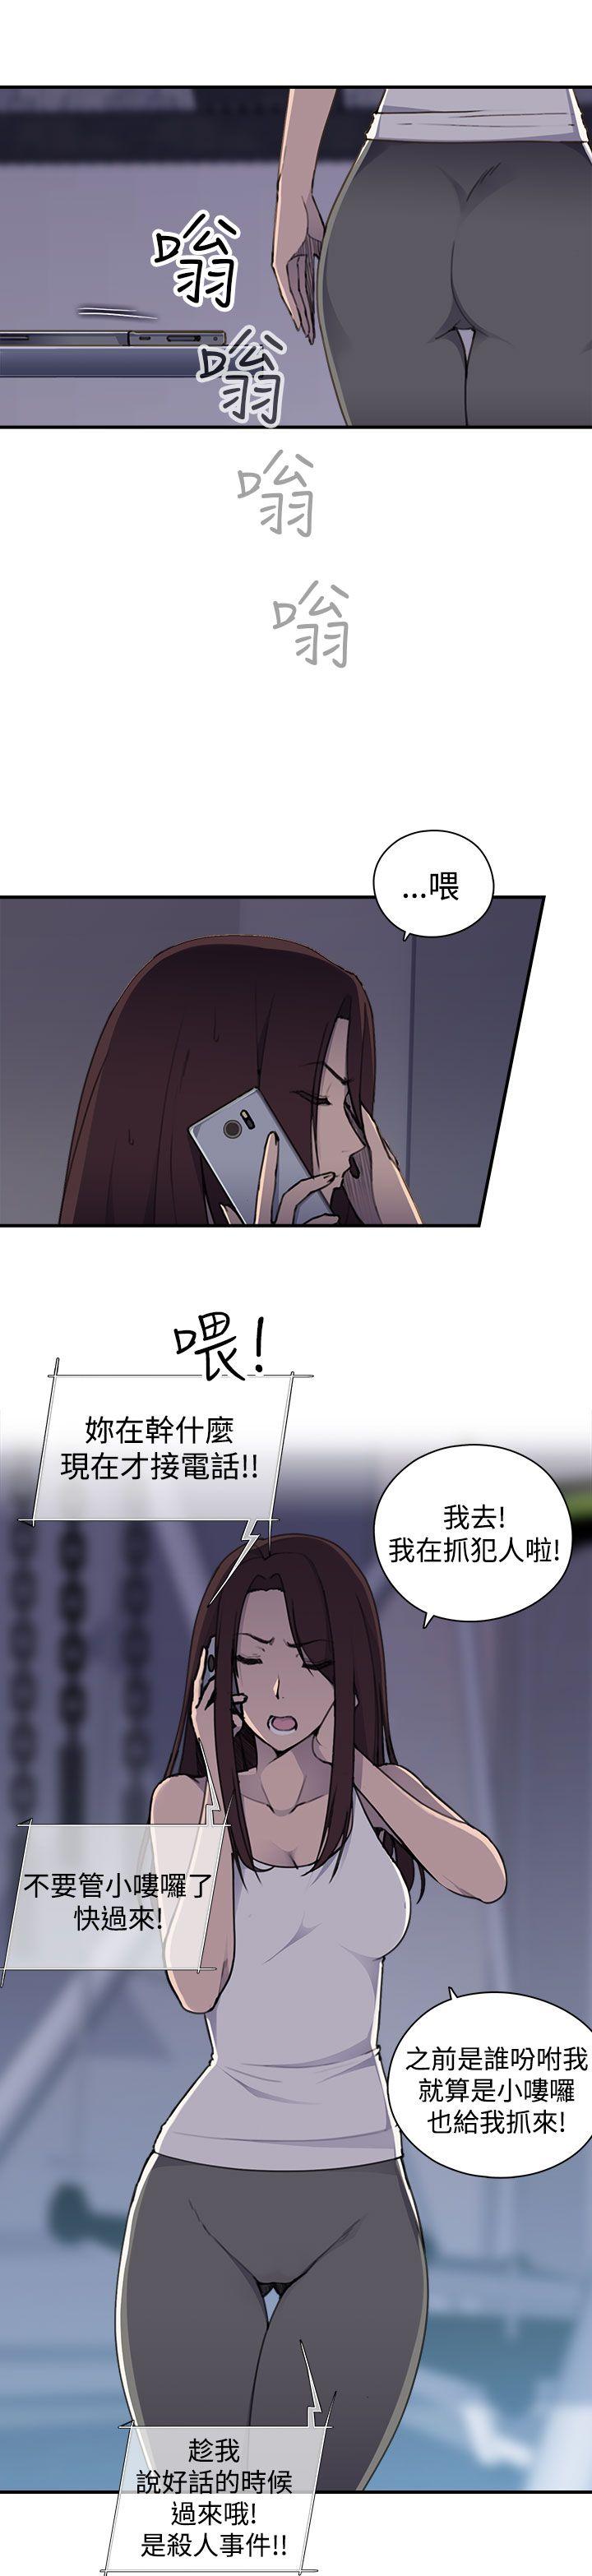 嗡
嗡
嗡
嗡
...喂
喂!
妳在幹什麼
現在才接電話!!
我去!
我在抓犯人啦!
不要管小嘍囉了
快過來!
之前是誰吩咐我
就算是小嘍囉
也給我抓來!
趁我
說好話的時候
過來哦!
是殺人事件!!